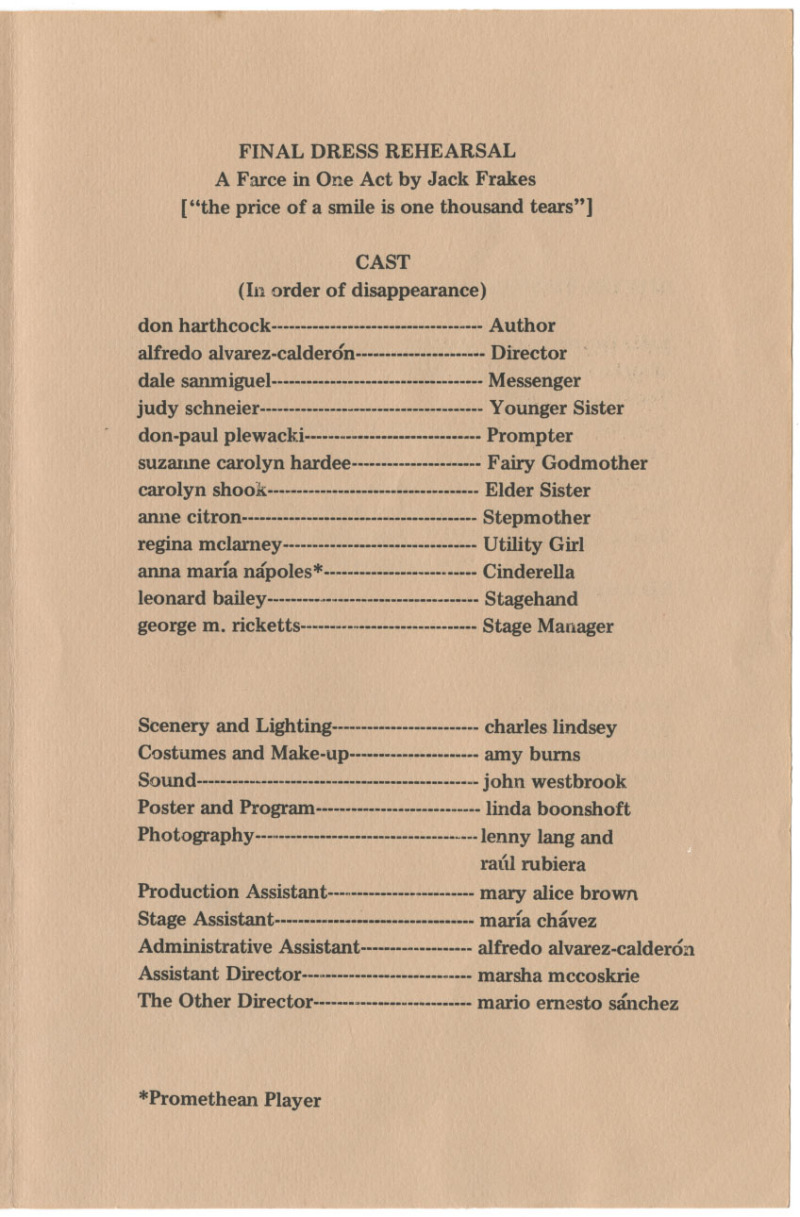 FINAL DRESS REHEARSAL
A Farce in One Act by Jack Frakes
["the price of a smile is one thousand tears"]
CAST
(In order of disappearance)
don harthcock------------------------------------ Author
alfredo alvarez-calderón---------------------- Director
dale sanmiguel------------------------------------ Messenger
judy schneier-------------------------------------- Younger Sister
don-paul plewacki------------------------------ Prompter
suzanne carolyn hardee---------------------- Fairy Godmother
carolyn shook------------------------------------ Elder Sister
anne citron---------------------------------------- Stepmother
regina mclarney--------------------------------- Utility Girl
anna maría nápoles*-------------------------- Cinderella
leonard bailey------------------------------------ Stagehand
george m. ricketts------------------------------ Stage Manager
Scenery and Lighting------------------------- charles lindsey
Costumes and Make-up---------------------- amy burns
Sound------------------------------------------------ john westbrook
Poster and Program---------------------------- linda boonshoft
Photography-------------------------------------- lenny lang and
raúl rubiera
Production Assistant------------------------- mary alice brown
Stage Assistant---------------------------------- maría chávez
Administrative Assistant------------------- alfredo alvarez-calderón
Assistant Director----------------------------- marsha mccoskrie
The Other Director--------------------------- mario ernesto sánchez
*Promethean Player